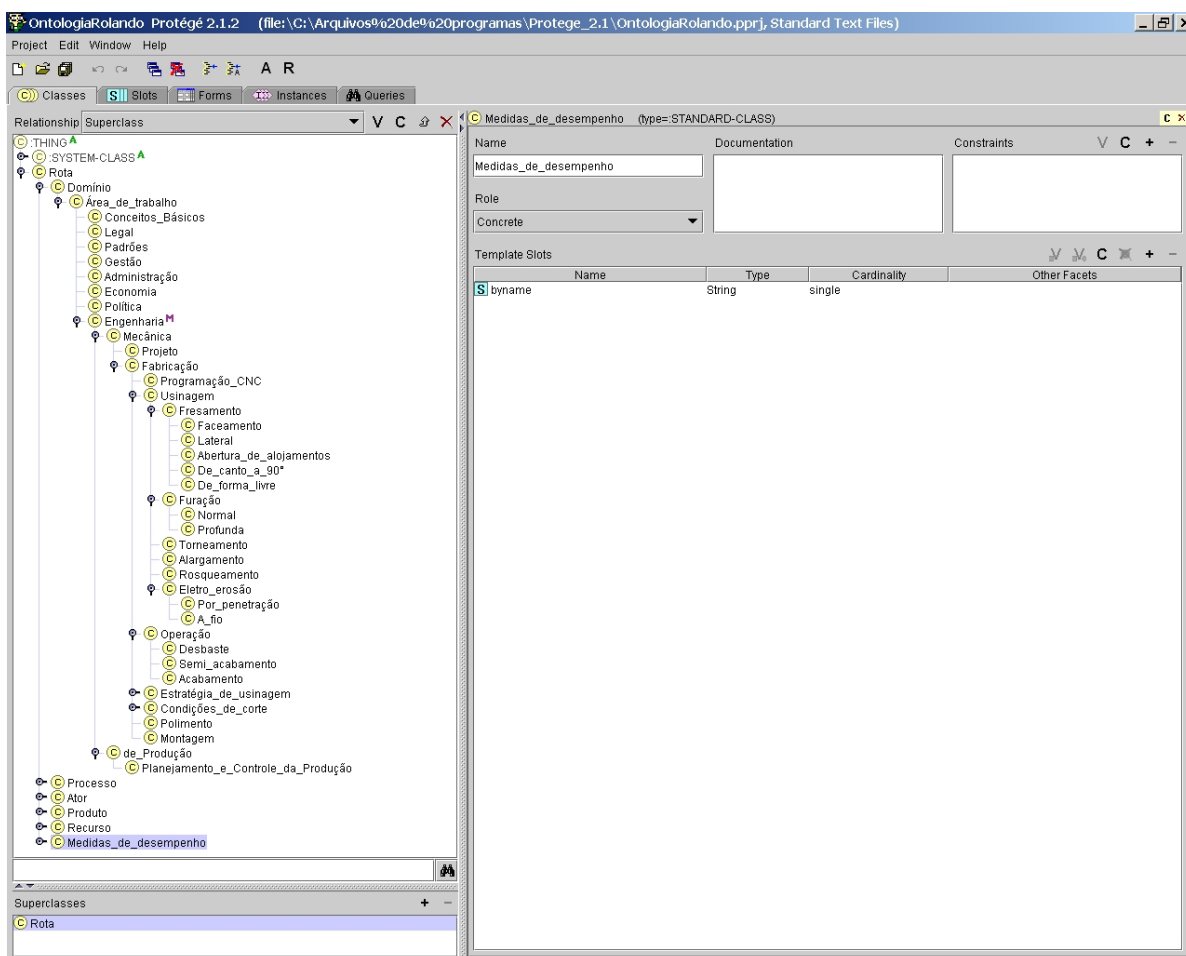 OntologiaRolando Protégé 2.1.2 (file:\C:\Arquivos%20de%20programas\Protege_2.1\OntologiaRolando.pprj, Standard Text Files)
Project Edit Window Help
A R
C Classes S Slots Forms Instances Queries
Relationship Superclass V C
C :THING A
C :SYSTEM-CLASS A
C Rota
C Domínio
C Área_de_trabalho
C Conceitos_Básicos
C Legal
C Padrões
C Gestão
C Administração
C Economia
C Política
C Engenharia M
C Mecânica
C Projeto
C Fabricação
C Programação_CNC
C Usinagem
C Fresamento
C Faceamento
C Lateral
C Abertura_de_alojamentos
C De_canto_a_90°
C De_forma_livre
C Furação
C Normal
C Profunda
C Torneamento
C Alargamento
C Rosqueamento
C Eletro_erosão
C Por_penetração
C A_fio
C Operação
C Desbaste
C Semi_acabamento
C Acabamento
C Estratégia_de_usinagem
C Condições_de_corte
C Polimento
C Montagem
C de_Produção
C Planejamento_e_Controle_da_Produção
C Processo
C Ator
C Produto
C Recurso
C Medidas_de_desempenho
Superclasses + -
C Rota
C Medidas_de_desempenho (type=:STANDARD-CLASS) C X
Name Documentation Constraints V C + -
Medidas_de_desempenho
Role
Concrete
Template Slots V V C + -
Name Type Cardinality Other Facets
S byname String single